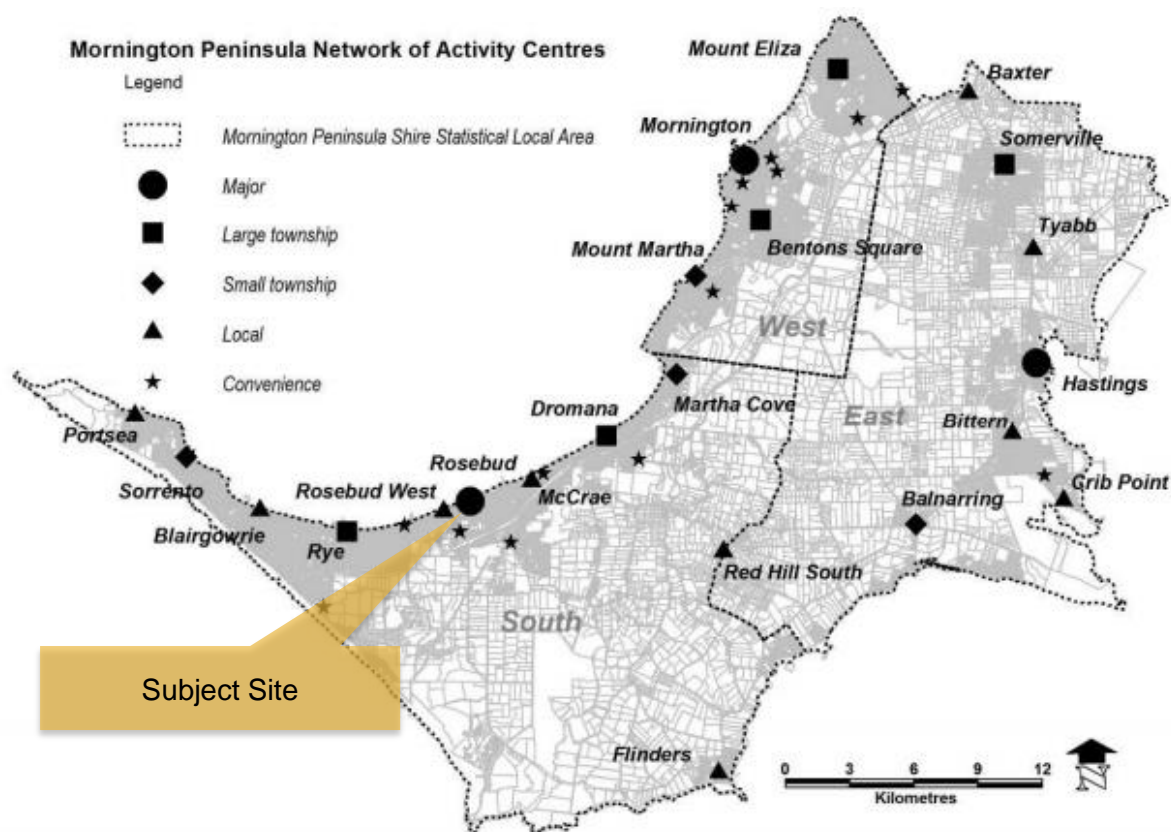 Mornington Peninsula Network of Activity Centres
Legend
Mornington Peninsula Shire Statistical Local Area
Major
Large township
Small township
Local
Convenience
Mount Eliza
Baxter
Mornington
Somerville
Tyabb
Mount Martha
Bentons Square
West
Hastings
Martha Cove
Dromana
East
Bittern
Portsea
Rosebud
Crib Point
Sorrento
Rosebud West
McCrae
Balnarring
Blairgowrie
Rye
Red Hill South
South
Subject Site
Flinders
0 3 6 9 12
Kilometres
N